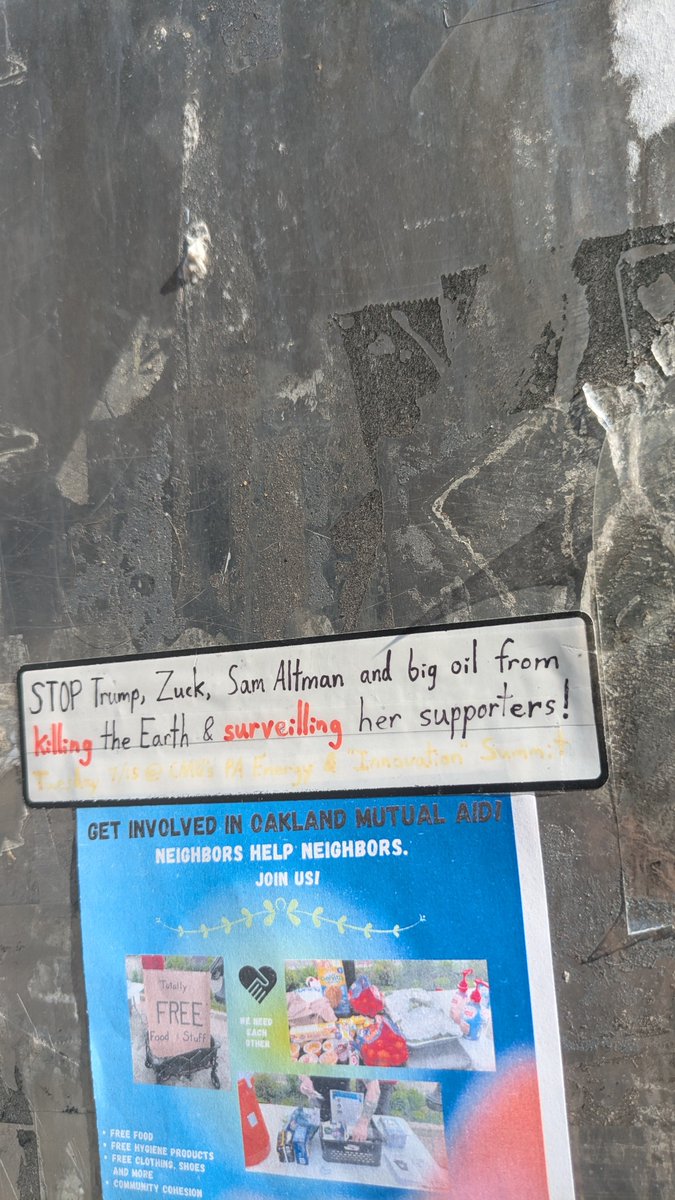 STOP Trump, Zuck, Sam Altman and big oil from
killing the Earth & surveilling her supporters!
Tuesday 7/15 @ CMU's PA Energy & "Innovation" Summit
GET INVOLVED IN OAKLAND MUTUAL AID!
NEIGHBORS HELP NEIGHBORS.
JOIN US!
Totally
FREE
Food & Stuff
WE NEED
EACH
OTHER
• FREE FOOD
• FREE HYGIENE PRODUCTS
• FREE CLOTHING, SHOES
AND MORE
• COMMUNITY COHESION